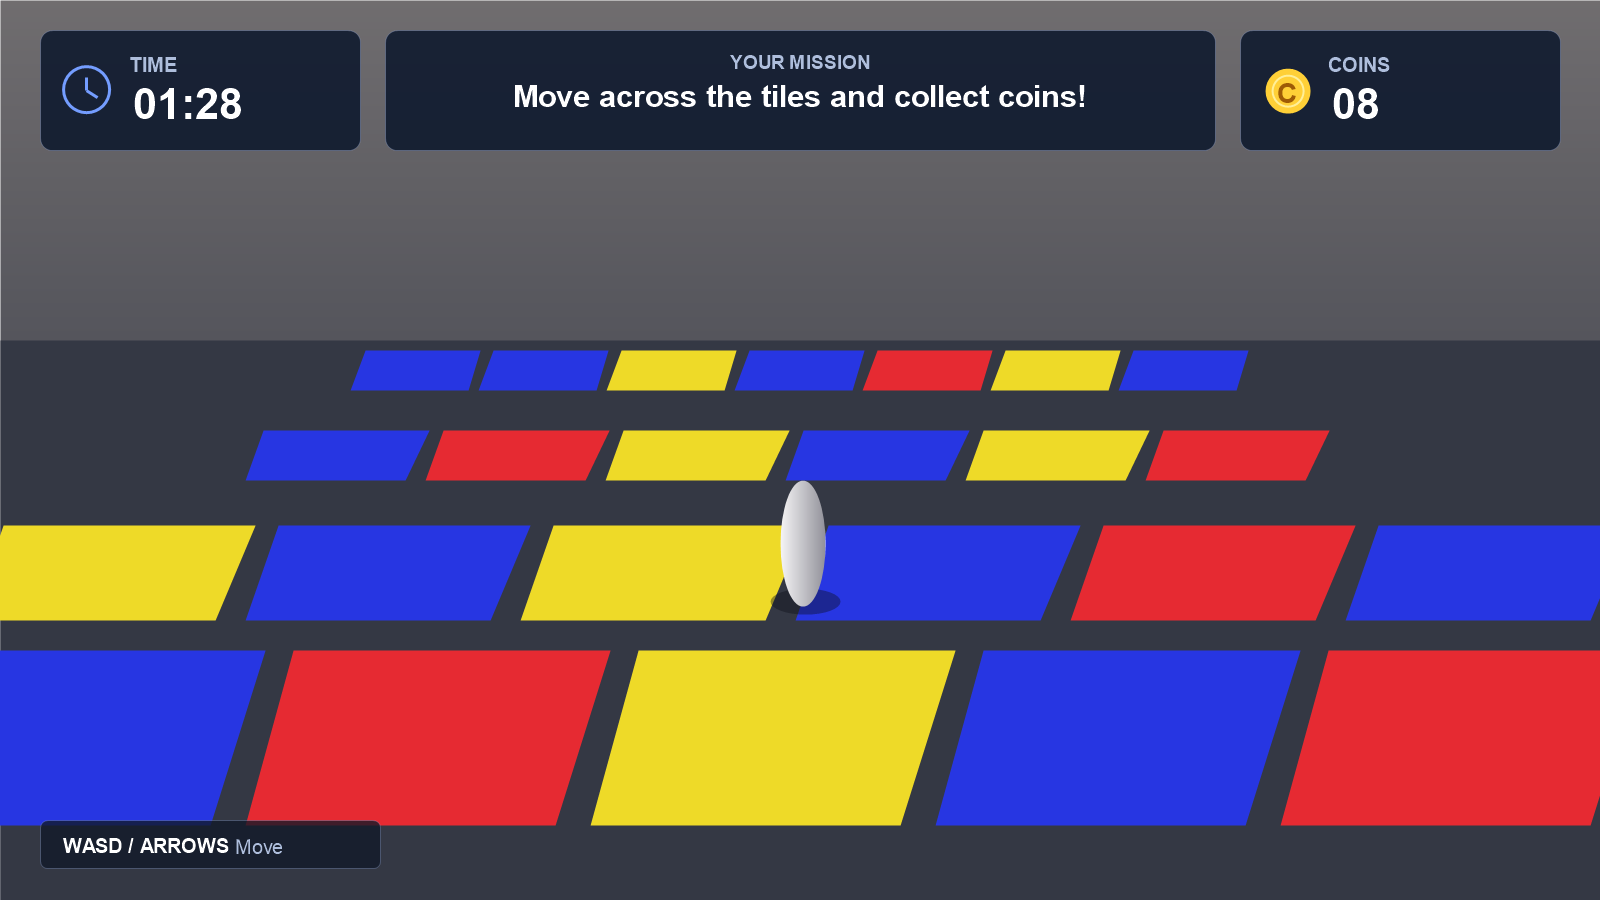 TIME
01:28
YOUR MISSION
Move across the tiles and collect coins!
C
COINS
08
WASD / ARROWS Move